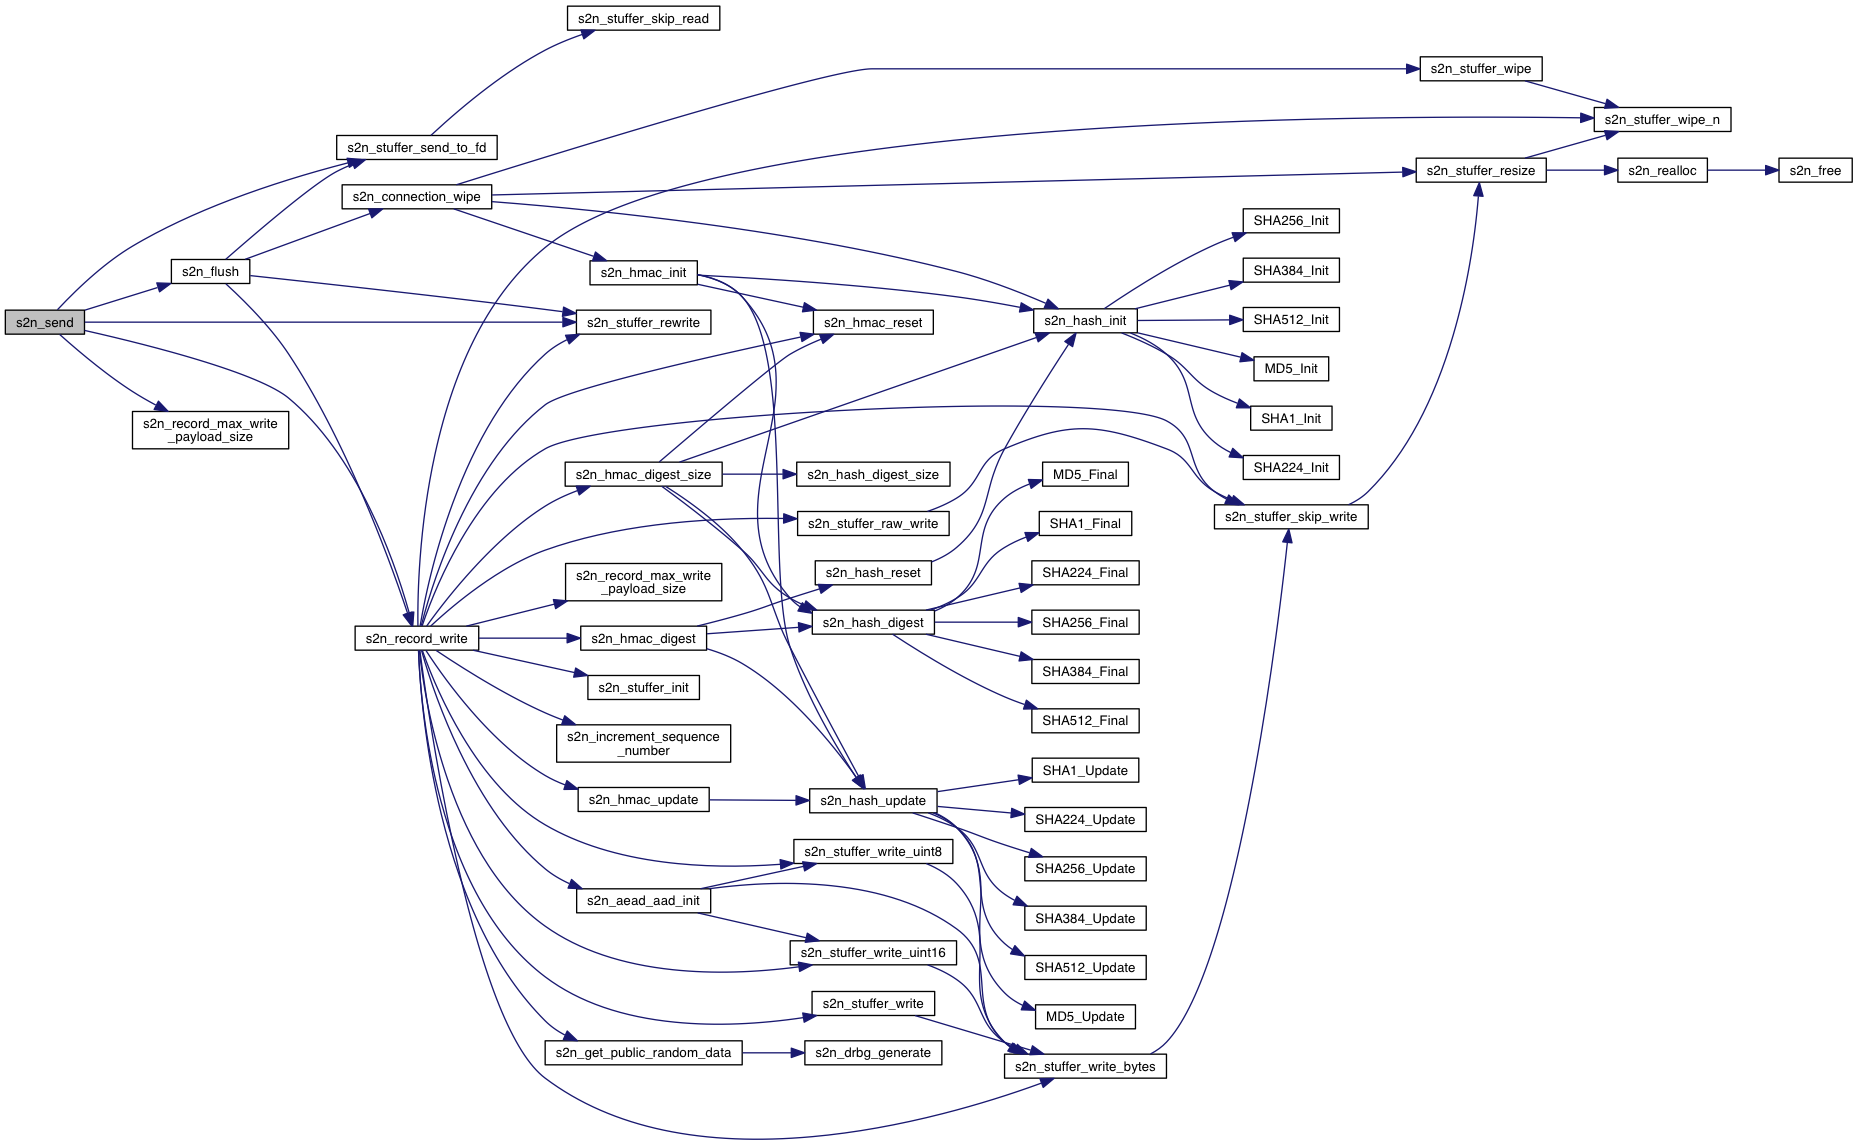 s2n_stuffer_skip_read
s2n_stuffer_wipe
s2n_stuffer_wipe_n
s2n_stuffer_send_to_fd
s2n_stuffer_resize
s2n_realloc
s2n_free
s2n_connection_wipe
SHA256_Init
s2n_flush
s2n_hmac_init
SHA384_Init
s2n_send
s2n_stuffer_rewrite
s2n_hmac_reset
s2n_hash_init
SHA512_Init
MD5_Init
s2n_record_max_write
_payload_size
SHA1_Init
SHA224_Init
s2n_hmac_digest_size
s2n_hash_digest_size
MD5_Final
s2n_stuffer_raw_write
SHA1_Final
s2n_stuffer_skip_write
s2n_record_max_write
_payload_size
s2n_hash_reset
SHA224_Final
s2n_record_write
s2n_hmac_digest
s2n_hash_digest
SHA256_Final
SHA384_Final
s2n_stuffer_init
SHA512_Final
s2n_increment_sequence
_number
SHA1_Update
s2n_hmac_update
s2n_hash_update
SHA224_Update
s2n_stuffer_write_uint8
SHA256_Update
s2n_aead_aad_init
SHA384_Update
s2n_stuffer_write_uint16
SHA512_Update
s2n_stuffer_write
MD5_Update
s2n_get_public_random_data
s2n_drbg_generate
s2n_stuffer_write_bytes